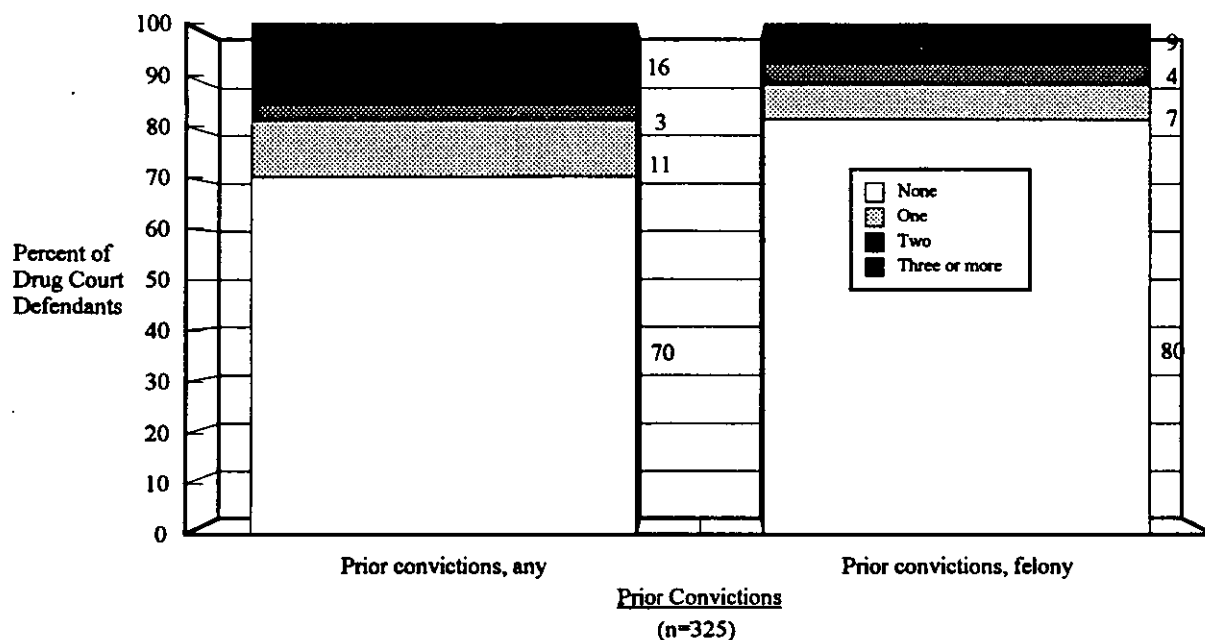 100
90
80
70
60
50
40
30
20
10
0
Percent of
Drug Court
Defendants
16
3
11
70
9
4
7
80
None
One
Two
Three or more
Prior convictions, any
Prior convictions, felony
Prior Convictions
(n=325)